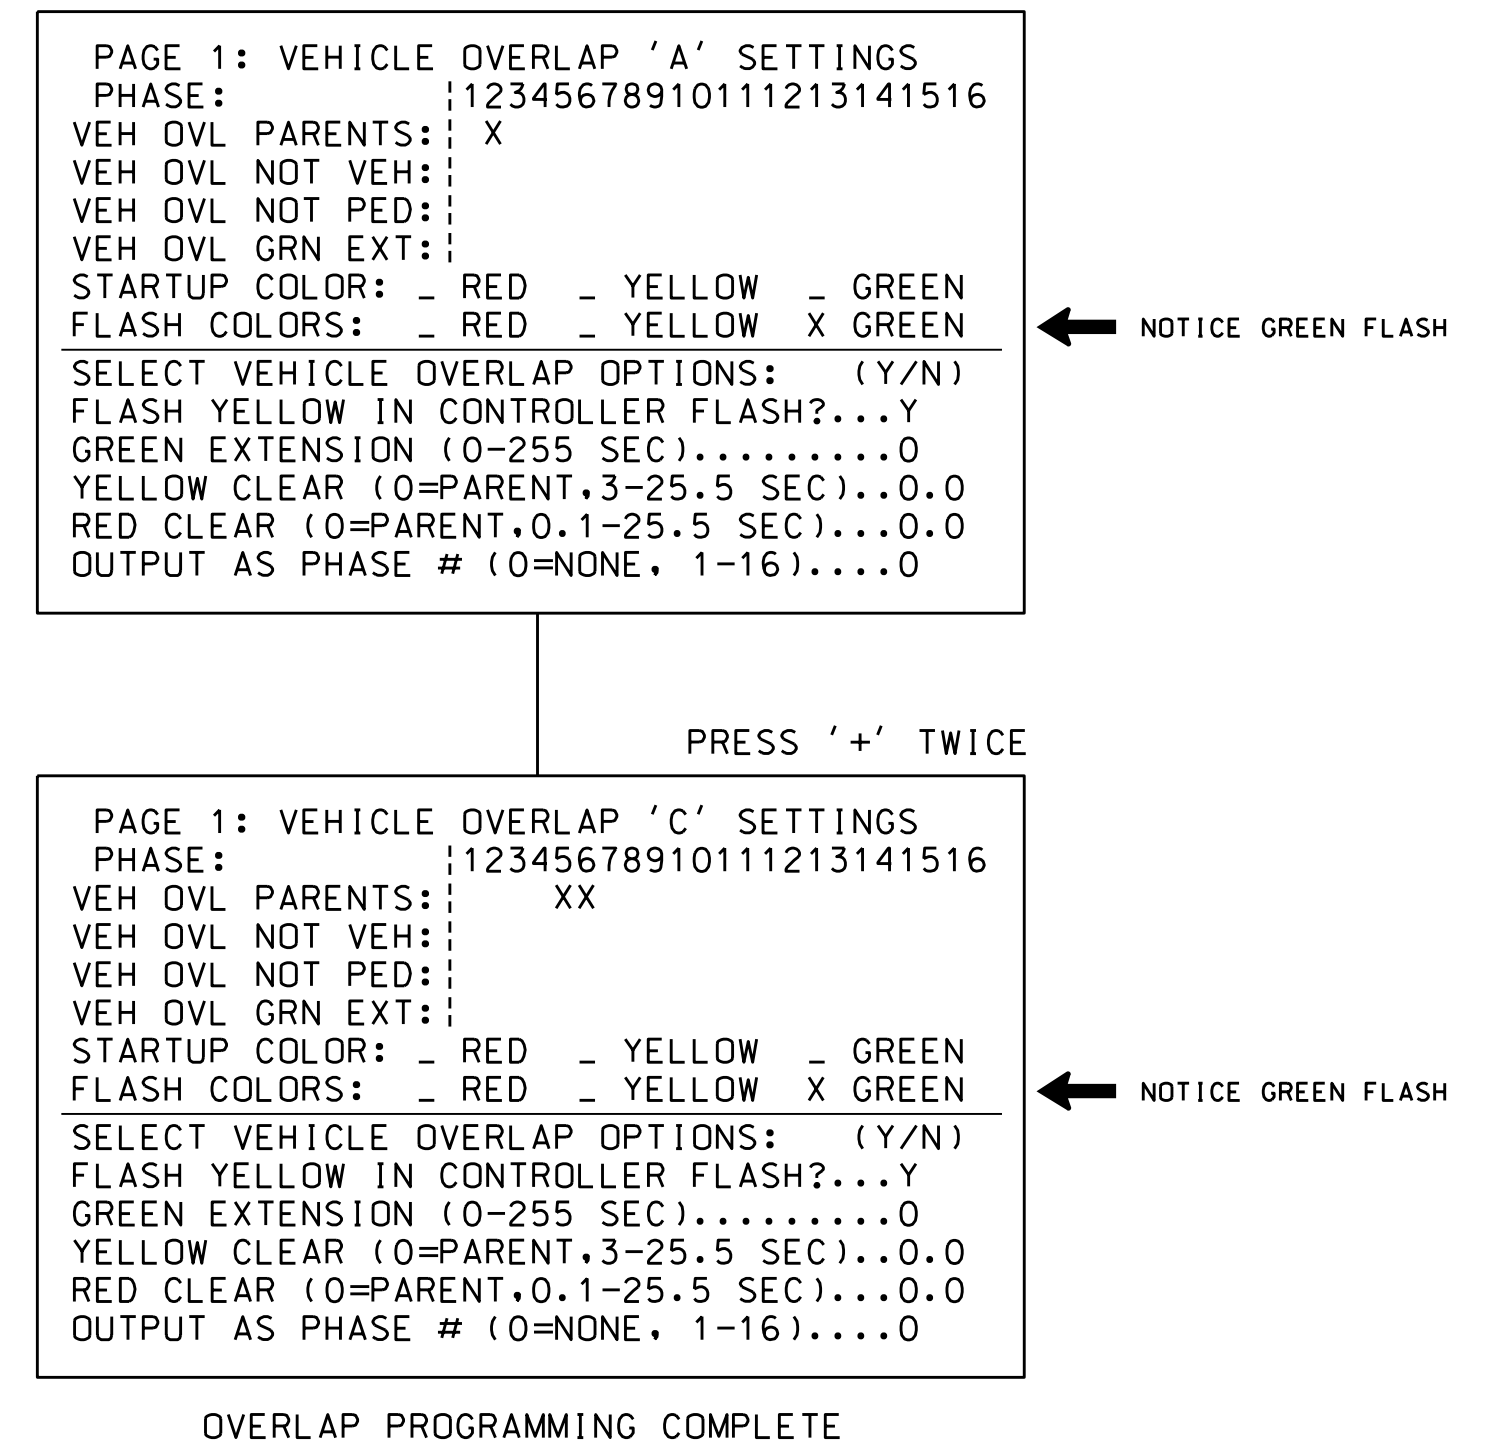 PAGE 1: VEHICLE OVERLAP 'A' SETTINGS
PHASE: ¦12345678910111213141516
VEH OVL PARENTS:¦ X
VEH OVL NOT VEH:¦
VEH OVL NOT PED:¦
VEH OVL GRN EXT:¦
STARTUP COLOR: _ RED _ YELLOW _ GREEN
FLASH COLORS: _ RED _ YELLOW X GREEN NOTICE GREEN FLASH
SELECT VEHICLE OVERLAP OPTIONS: (Y/N)
FLASH YELLOW IN CONTROLLER FLASH?...Y
GREEN EXTENSION (0-255 SEC).........0
YELLOW CLEAR (0=PARENT,3-25.5 SEC)..0.0
RED CLEAR (0=PARENT,0.1-25.5 SEC)...0.0
OUTPUT AS PHASE # (0=NONE, 1-16)....0
PRESS '+' TWICE
PAGE 1: VEHICLE OVERLAP 'C' SETTINGS
PHASE: ¦12345678910111213141516
VEH OVL PARENTS:¦ XX
VEH OVL NOT VEH:¦
VEH OVL NOT PED:¦
VEH OVL GRN EXT:¦
STARTUP COLOR: _ RED _ YELLOW _ GREEN
FLASH COLORS: _ RED _ YELLOW X GREEN NOTICE GREEN FLASH
SELECT VEHICLE OVERLAP OPTIONS: (Y/N)
FLASH YELLOW IN CONTROLLER FLASH?...Y
GREEN EXTENSION (0-255 SEC).........0
YELLOW CLEAR (0=PARENT,3-25.5 SEC)..0.0
RED CLEAR (0=PARENT,0.1-25.5 SEC)...0.0
OUTPUT AS PHASE # (0=NONE, 1-16)....0
OVERLAP PROGRAMMING COMPLETE